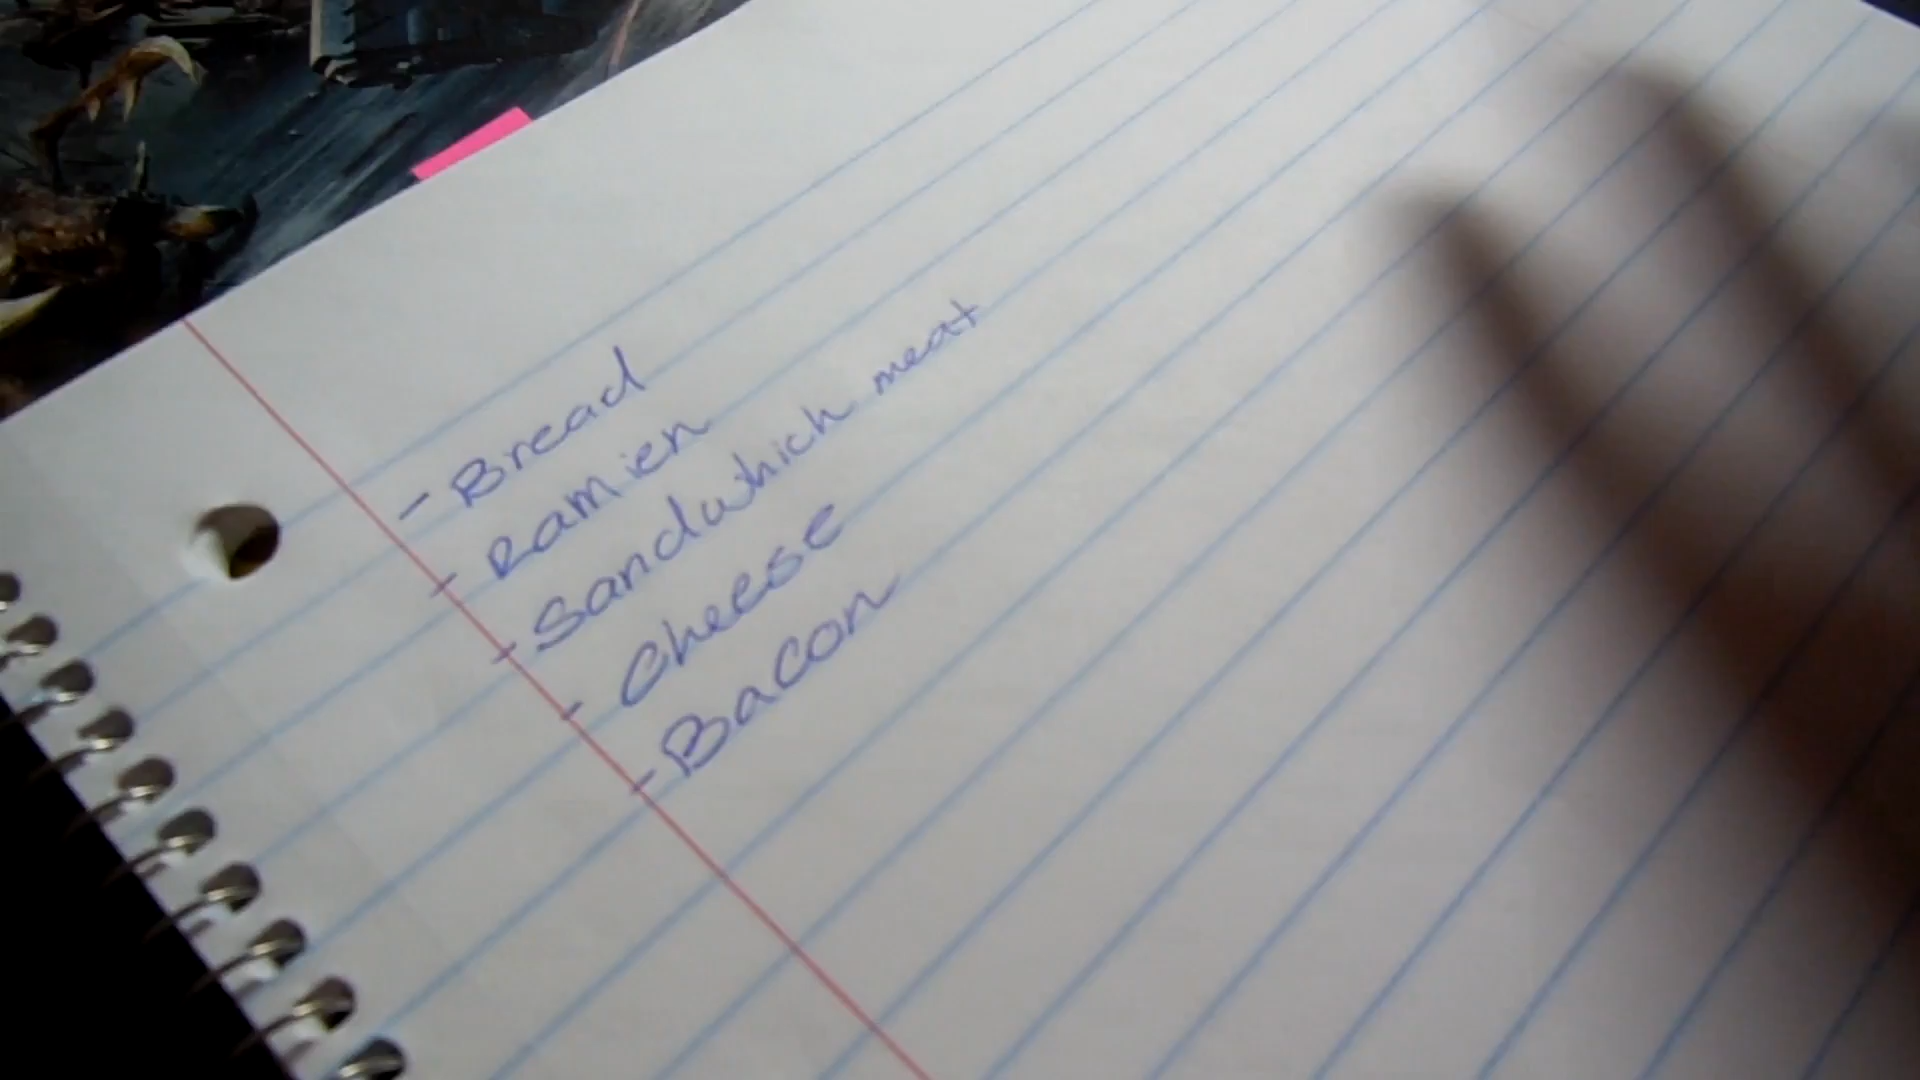 - Bread
- Ramien
- Sandwhich meat
- Cheese
- Bacon